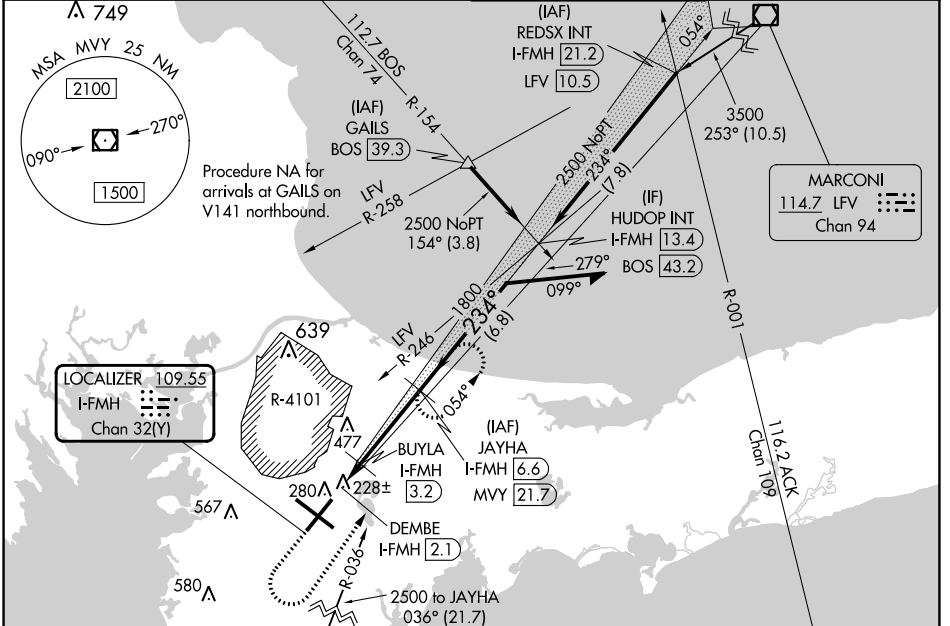 749
MSA MVY 25 NM
2100
270°
090°
1500
Procedure NA for
arrivals at GAILS on
V141 northbound.
112.7 BOS
Chan 74
R-154
(IAF)
GAILS
BOS 39.3
LFV
R-258
2500 NoPT
154° (3.8)
(IAF)
REDSX INT
I-FMH 21.2
LFV 10.5
054°
2500 NoPT
234°
(7.8)
3500
253° (10.5)
MARCONI
114.7 LFV
Chan 94
(IF)
HUDOP INT
I-FMH 13.4
BOS 43.2
279°
099°
1800
234°
(6.8)
LFV
R-246
R-001
116.2 ACK
Chan 109
639
R-4101
LOCALIZER 109.55
I-FMH
Chan 32(Y)
054°
(IAF)
JAYHA
I-FMH 6.6
MVY 21.7
477
BUYLA
I-FMH
3.2
280
228±
567
DEMBE
I-FMH 2.1
R-036
580
2500 to JAYHA
036° (21.7)